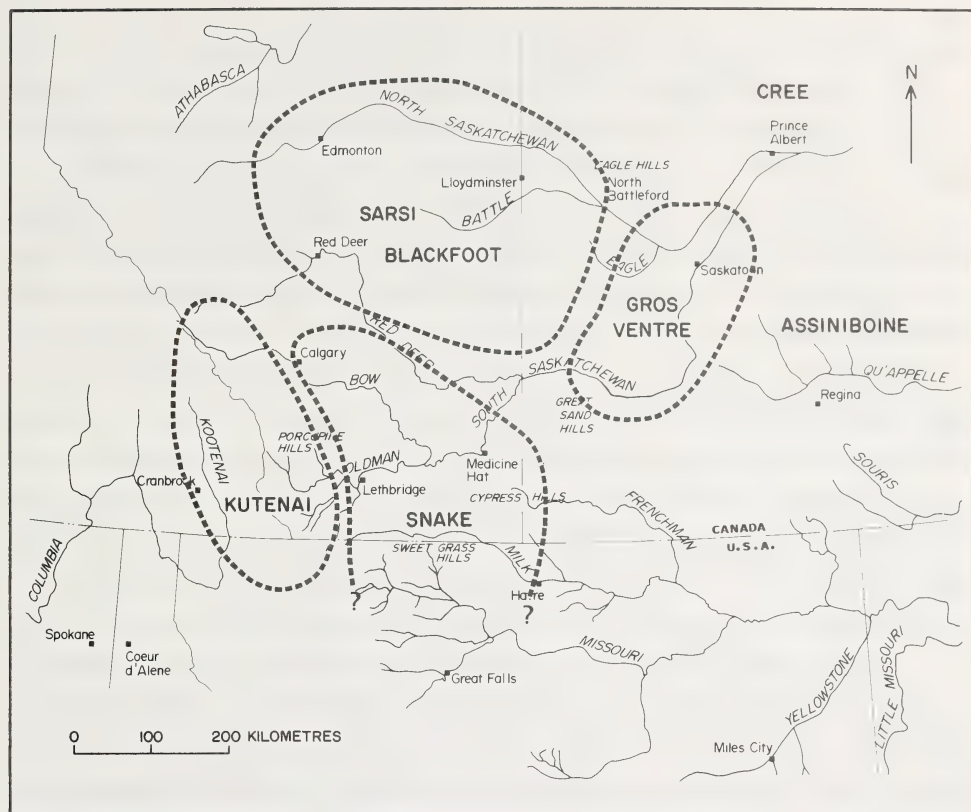 N
ATHABASCA
CREE
NORTH SASKATCHEWAN
Prince
Albert
Edmonton
EAGLE HILLS
Lloydminster
North
Battleford
BATTLE
SARSI
BLACKFOOT
Red Deer
EAGLE
Saskatoon
GROS
VENTRE
RED DEER
ASSINIBOINE
Calgary
SOUTH SASKATCHEWAN
BOW
QU'APPELLE
GREAT
SAND
HILLS
Regina
KOOTENAI
PORCUPINE
HILLS
OLDMAN
Medicine
Hat
SOURIS
Cranbrook
Lethbridge
CYPRESS HILLS
KUTENAI
SNAKE
FRENCHMAN
CANADA
U.S.A.
COLUMBIA
SWEET GRASS
HILLS
MILK
Havre
?
?
Spokane
Coeur
d'Alene
MISSOURI
Great Falls
YELLOWSTONE
LITTLE MISSOURI
0 100 200 KILOMETRES
Miles City